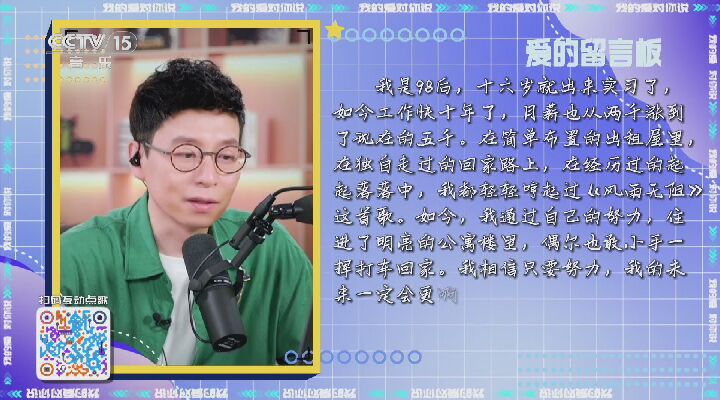 我的爱对你说
CCTV 15
音乐
爱的留言板
我是98后，十六岁就出来实习了，
如今工作快十年了，月薪也从两千涨到
了现在的五千。在简单布置的出租屋里，
在独自走过的回家路上，在经历过的起
起落落中，我都轻轻哼起过《风雨无阻》
这首歌。如今，我通过自己的努力，住
进了明亮的公寓楼里，偶尔也敢小手一
挥打车回家。我相信只要努力，我的未
来一定会更
扫码互动点歌